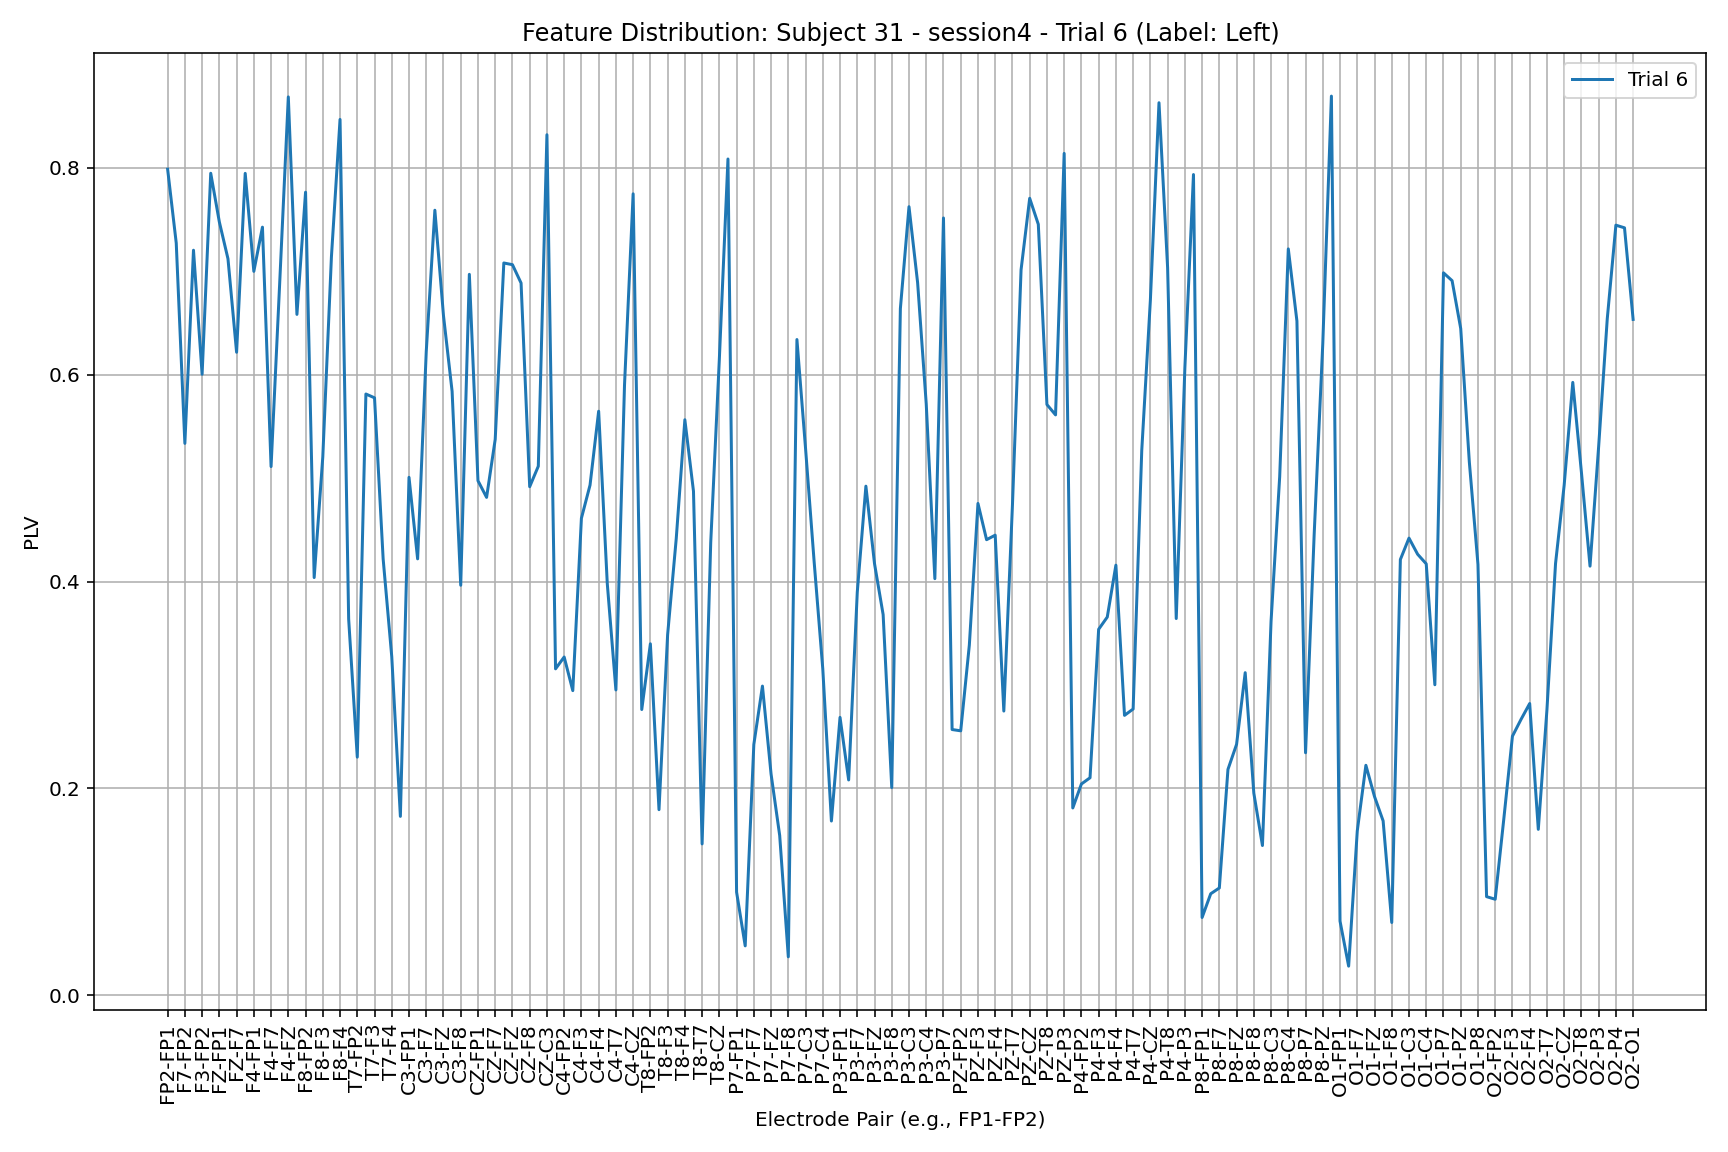 Feature Distribution: Subject 31 - session4 - Trial 6 (Label: Left)
Trial 6
PLV
0.8
0.6
0.4
0.2
0.0
FP2-FP1
F7-FP2
F3-FP2
FZ-FP1
FZ-F7
F4-FP1
F4-F7
F4-FZ
F8-FP2
F8-F3
F8-F4
T7-FP2
T7-F3
T7-F4
C3-FP1
C3-F7
C3-FZ
C3-F8
CZ-FP1
CZ-F7
CZ-FZ
CZ-F8
CZ-C3
C4-FP2
C4-F3
C4-F4
C4-T7
C4-CZ
T8-FP2
T8-F3
T8-F4
T8-T7
T8-CZ
P7-FP1
P7-F7
P7-FZ
P7-F8
P7-C3
P7-C4
P3-FP1
P3-F7
P3-FZ
P3-F8
P3-C3
P3-C4
P3-P7
PZ-FP2
PZ-F3
PZ-F4
PZ-T7
PZ-CZ
PZ-T8
PZ-P3
P4-FP2
P4-F3
P4-F4
P4-T7
P4-CZ
P4-T8
P4-P3
P8-FP1
P8-F7
P8-FZ
P8-F8
P8-C3
P8-C4
P8-P7
P8-PZ
O1-FP1
O1-F7
O1-FZ
O1-F8
O1-C3
O1-C4
O1-P7
O1-PZ
O1-P8
O2-FP2
O2-F3
O2-F4
O2-T7
O2-CZ
O2-T8
O2-P3
O2-P4
O2-O1
Electrode Pair (e.g., FP1-FP2)